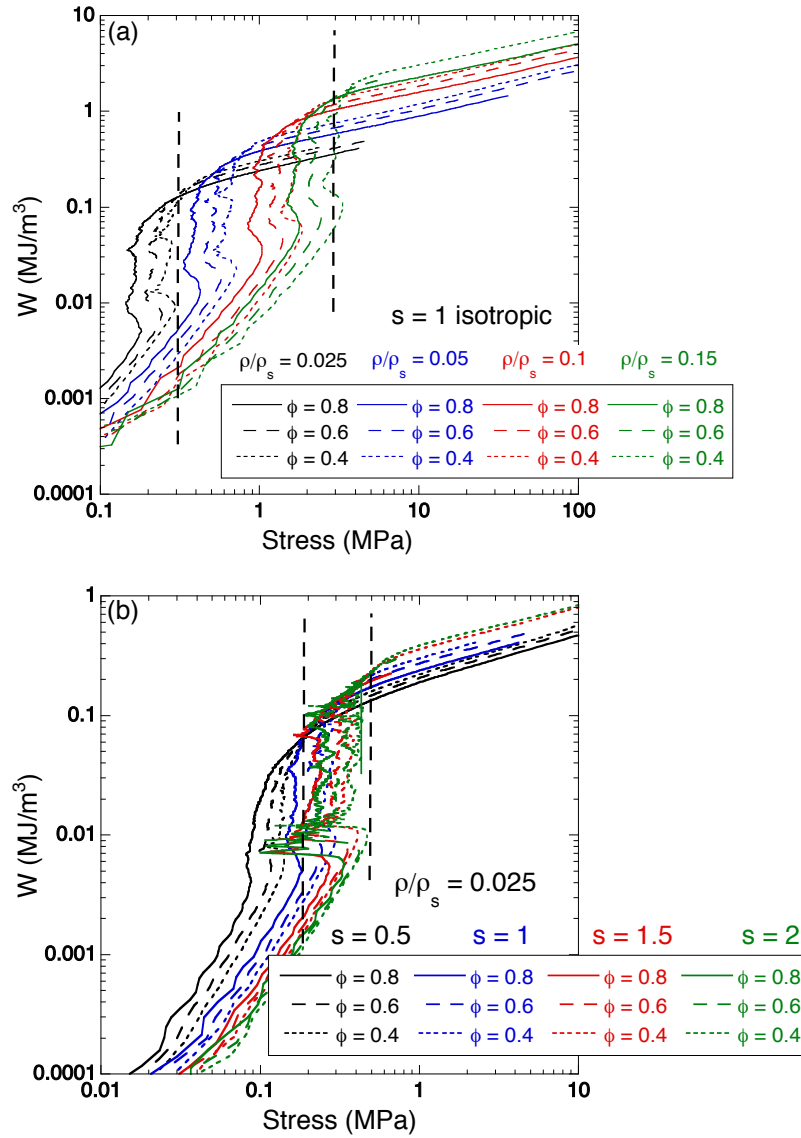 (a)
10
1
0.1
0.01
0.001
0.0001
W (MJ/m³)
s = 1 isotropic
ρ/ρs = 0.025 ρ/ρs = 0.05 ρ/ρs = 0.1 ρ/ρs = 0.15
ϕ = 0.8 ϕ = 0.8 ϕ = 0.8 ϕ = 0.8
ϕ = 0.6 ϕ = 0.6 ϕ = 0.6 ϕ = 0.6
ϕ = 0.4 ϕ = 0.4 ϕ = 0.4 ϕ = 0.4
0.1 1 10 100
Stress (MPa)
(b)
1
0.1
0.01
0.001
0.0001
W (MJ/m³)
ρ/ρs = 0.025
s = 0.5 s = 1 s = 1.5 s = 2
ϕ = 0.8 ϕ = 0.8 ϕ = 0.8 ϕ = 0.8
ϕ = 0.6 ϕ = 0.6 ϕ = 0.6 ϕ = 0.6
ϕ = 0.4 ϕ = 0.4 ϕ = 0.4 ϕ = 0.4
0.01 0.1 1 10
Stress (MPa)